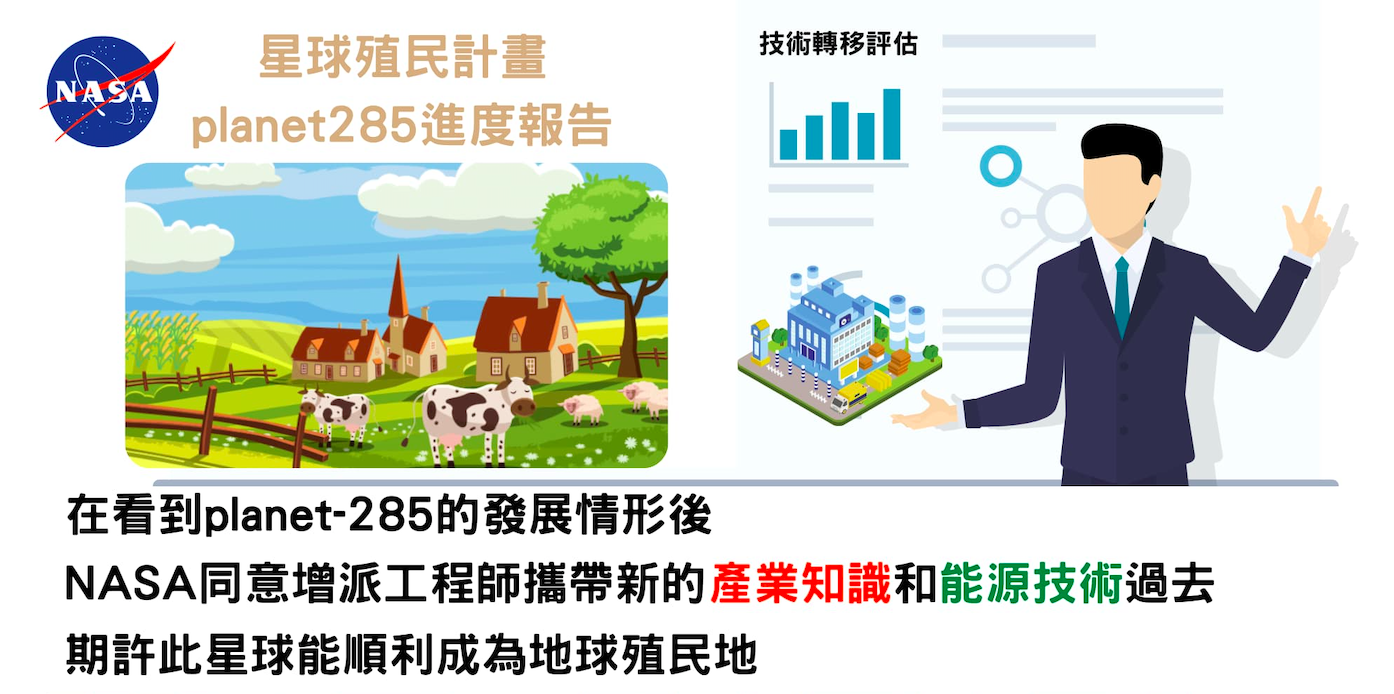 NASA
星球殖民計畫
planet285進度報告
技術轉移評估
在看到planet-285的發展情形後
NASA同意增派工程師攜帶新的產業知識和能源技術過去
期許此星球能順利成為地球殖民地